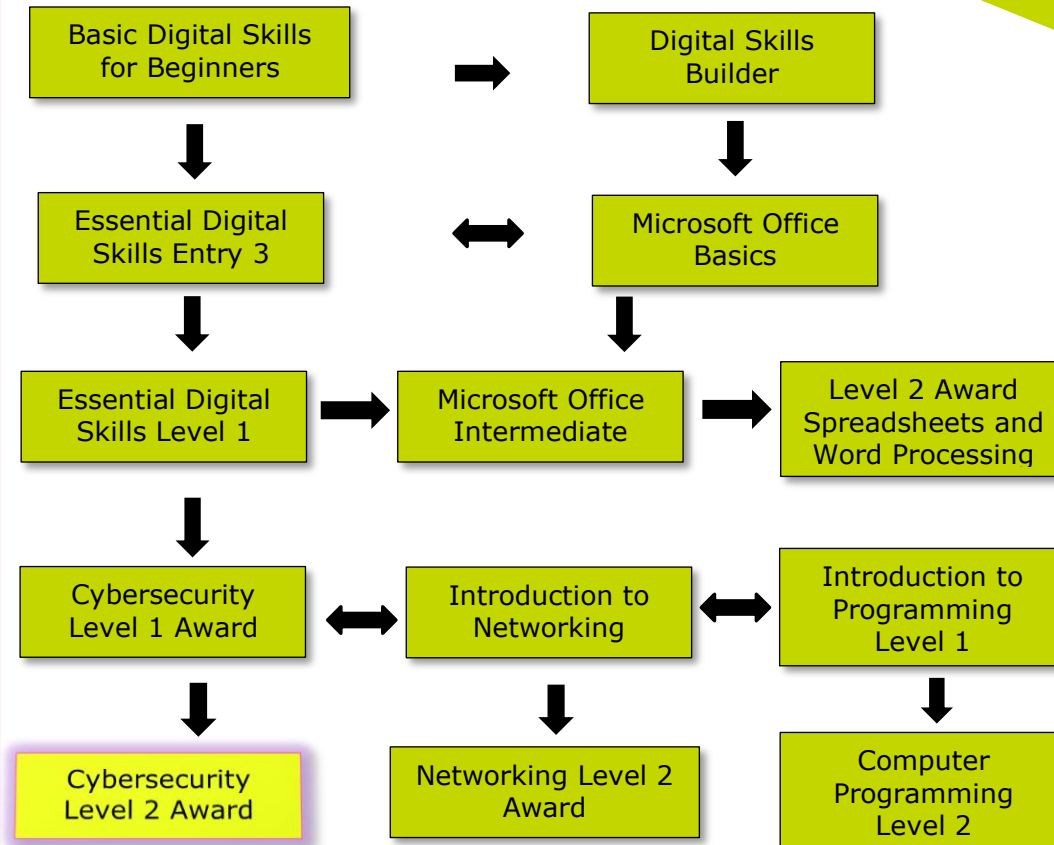 Basic Digital Skills
for Beginners
Digital Skills
Builder
Essential Digital
Skills Entry 3
Microsoft Office
Basics
Essential Digital
Skills Level 1
Microsoft Office
Intermediate
Level 2 Award
Spreadsheets and
Word Processing
Cybersecurity
Level 1 Award
Introduction to
Networking
Introduction to
Programming
Level 1
Cybersecurity
Level 2 Award
Networking Level 2
Award
Computer
Programming
Level 2